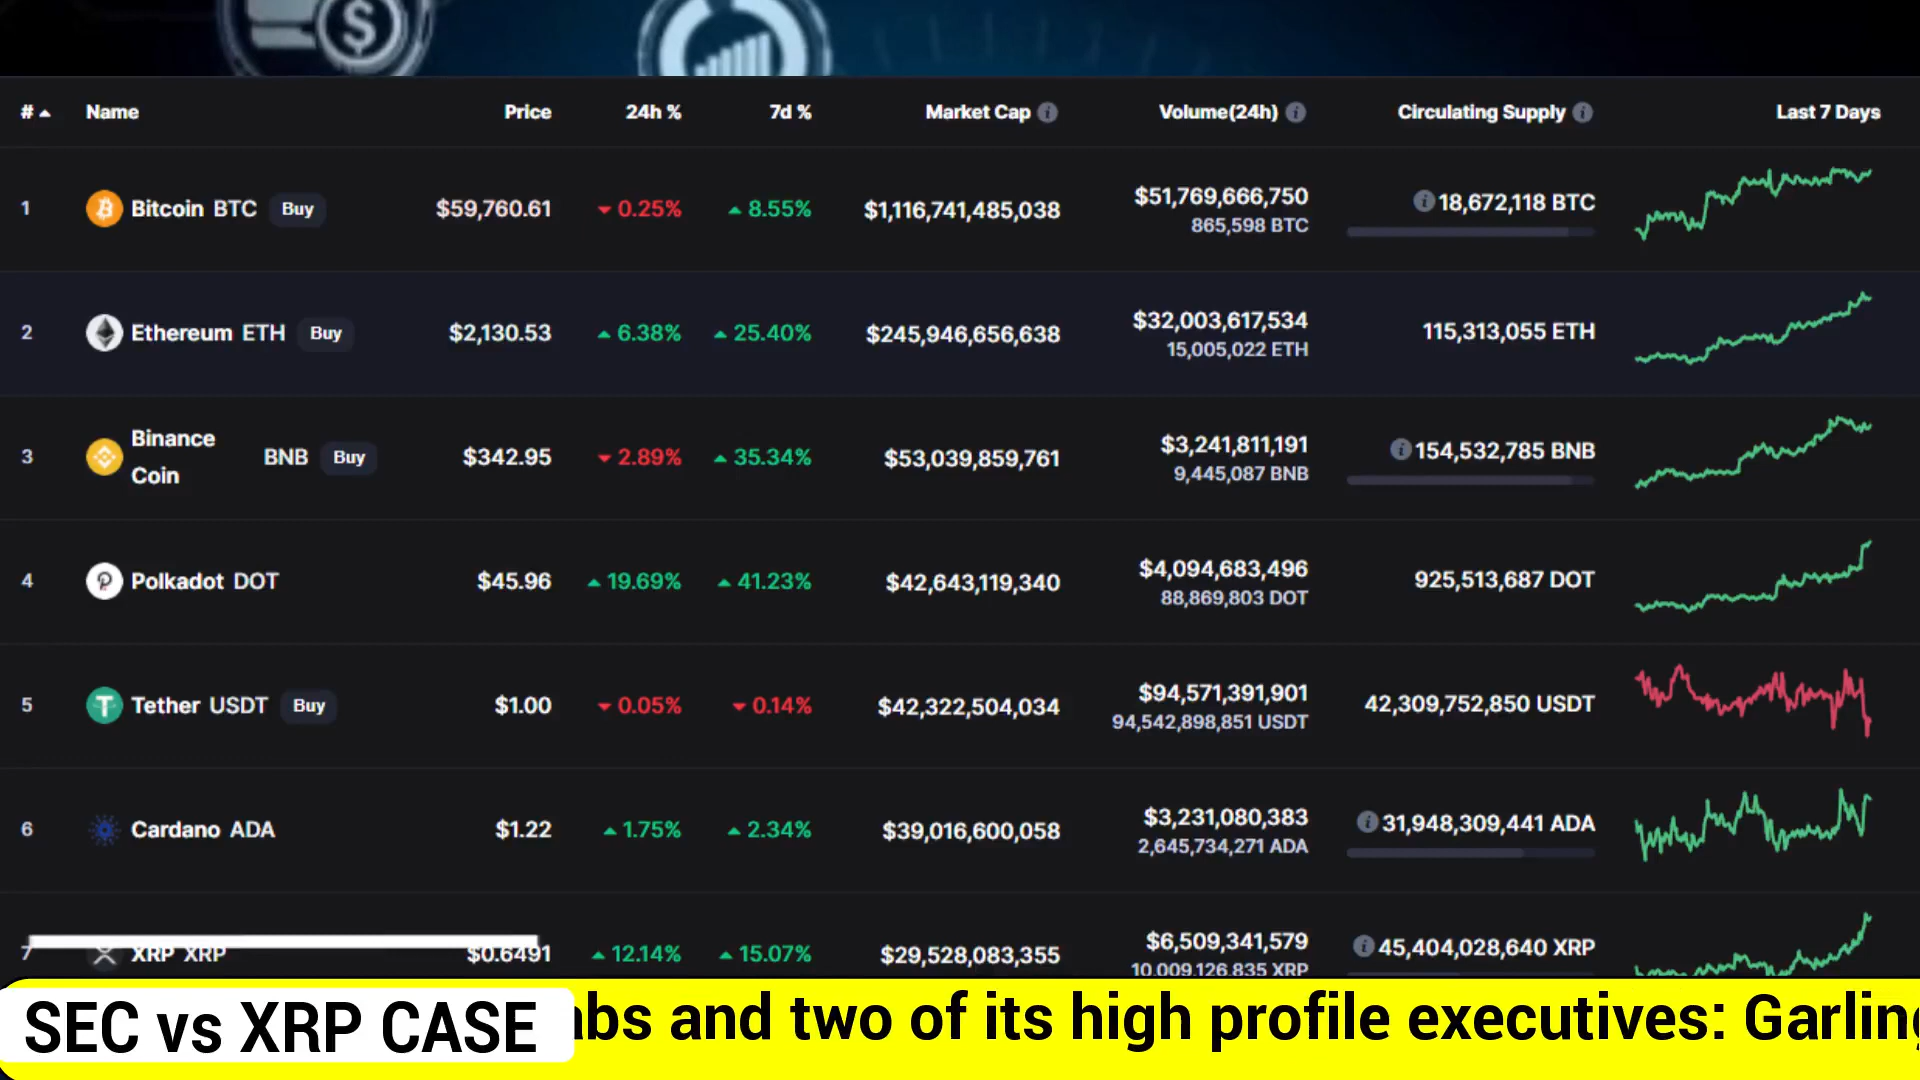 # Name Price 24h % 7d % Market Cap Volume(24h) Circulating Supply Last 7 Days
1 Bitcoin BTC Buy $59,760.61 0.25% 8.55% $1,116,741,485,038 $51,769,666,750 18,672,118 BTC
865,598 BTC
2 Ethereum ETH Buy $2,130.53 6.38% 25.40% $245,946,656,638 $32,003,617,534 115,313,055 ETH
15,005,022 ETH
3 Binance Coin BNB Buy $342.95 2.89% 35.34% $53,039,859,761 $3,241,811,191 154,532,785 BNB
9,445,087 BNB
4 Polkadot DOT $45.96 19.69% 41.23% $42,643,119,340 $4,094,683,496 925,513,687 DOT
88,869,803 DOT
5 Tether USDT Buy $1.00 0.05% 0.14% $42,322,504,034 $94,571,391,901 42,309,752,850 USDT
94,542,898,851 USDT
6 Cardano ADA $1.22 1.75% 2.34% $39,016,600,058 $3,231,080,383 31,948,309,441 ADA
2,645,734,271 ADA
7 XRP XRP $0.6491 12.14% 15.07% $29,528,083,355 $6,509,341,579 45,404,028,640 XRP
10,009,126,835 XRP
SEC vs XRP CASE abs and two of its high profile executives: Garling